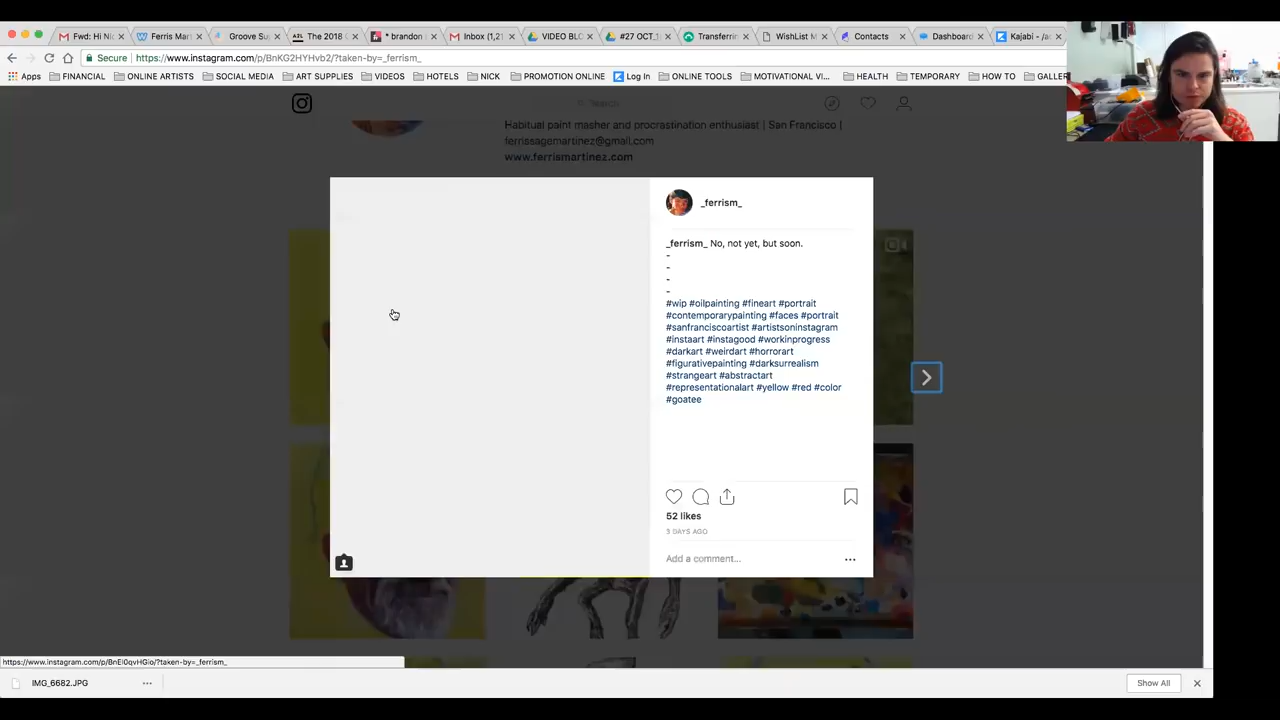 Fwd: Hi Nic
Ferris Mart
Groove Su
The 2018 C
* brandon
Inbox (1,21
VIDEO BLO
#27 OCT_1
Transferrin
WishList M
Contacts
Dashboard
Kajabi - /ac
Secure
https://www.instagram.com/p/BnKG2HYHvb2/?taken-by=_ferrism_
Apps
FINANCIAL
ONLINE ARTISTS
SOCIAL MEDIA
ART SUPPLIES
VIDEOS
HOTELS
NICK
PROMOTION ONLINE
Log In
ONLINE TOOLS
MOTIVATIONAL VI...
HEALTH
TEMPORARY
HOW TO
GALLER
Search
Habitual paint masher and procrastination enthusiast | San Francisco |
ferrissagemartinez@gmail.com
www.ferrismartinez.com
_ferrism_
_ferrism_ No, not yet, but soon.
-
-
-
-
#wip #oilpainting #fineart #portrait
#contemporarypainting #faces #portrait
#sanfranciscoartist #artistsoninstagram
#instaart #instagood #workinprogress
#darkart #weirdart #horrorart
#figurativepainting #darksurrealism
#strangeart #abstractart
#representationalart #yellow #red #color
#goatee
52 likes
3 DAYS AGO
Add a comment...
https://www.instagram.com/p/BnEl0qvHGio/?taken-by=_ferrism_
IMG_6682.JPG
Show All